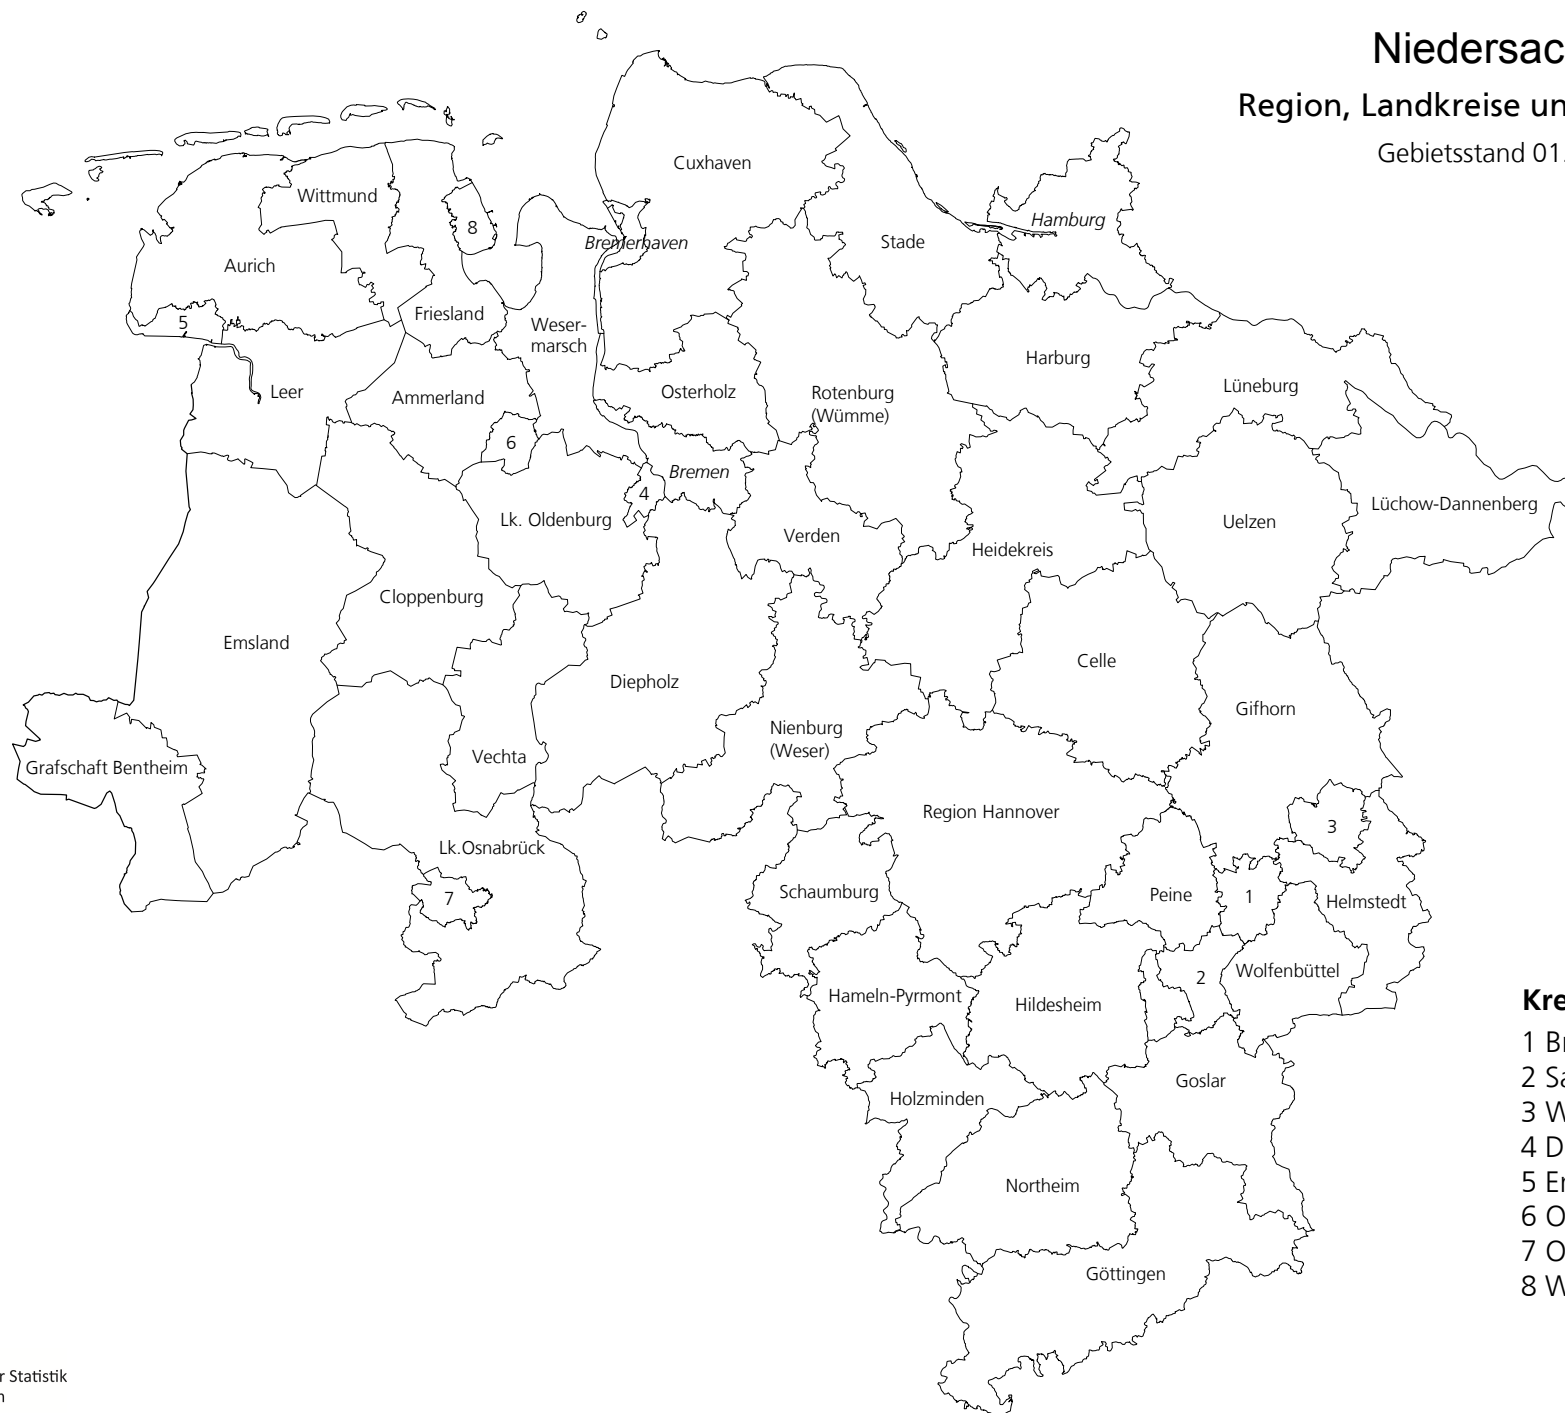 Niedersac
Region, Landkreise un
Gebietsstand 01.
Cuxhaven
Wittmund
8
Hamburg
Bremerhaven
Stade
Aurich
Friesland
5
Weser-
marsch
Harburg
Lüneburg
Leer
Ammerland
Osterholz
Rotenburg
(Wümme)
6
Bremen
4
Lk. Oldenburg
Verden
Heidekreis
Uelzen
Lüchow-Dannenberg
Cloppenburg
Emsland
Diepholz
Celle
Gifhorn
Nienburg
(Weser)
Vechta
Grafschaft Bentheim
Region Hannover
3
Lk.Osnabrück
7
Schaumburg
Peine
1
Helmstedt
Hameln-Pyrmont
Hildesheim
2
Wolfenbüttel
Goslar
Holzminden
Northeim
Göttingen
Kre
1 Br
2 Sa
3 W
4 D
5 Er
6 O
7 O
8 W
r Statistik
n